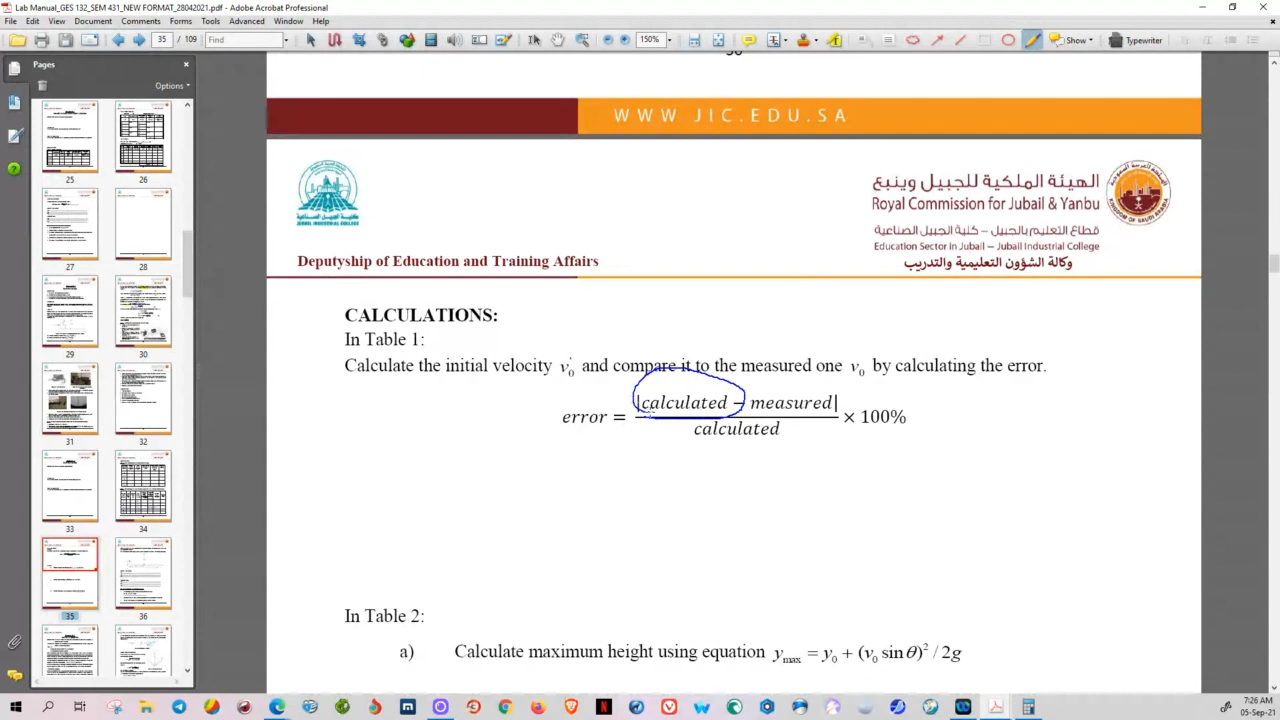 Lab Manual_GES 132_SEM 431_NEW FORMAT_28042021.pdf - Adobe Acrobat Professional
File Edit View Document Comments Forms Tools Advanced Window Help
35 / 109 Find 150% Show Typewriter
Pages
Options
25 26
27 28
29 30
31 32
33 34
35 36
WWW JIC.EDU.SA
الهيئة الملكية للجبيل وينبع
Royal Commission for Jubail & Yanbu
قطاع التعليم بالجبيل – كلية الجبيل الصناعية
Education Sector in Jubail – Jubail Industrial College
Deputyship of Education and Training Affairs
وكالة الشؤون التعليمية والتدريب
CALCULATIONS:
In Table 1:
Calculate the initial velocity and compare it to the measured v0 by calculating the error.
error = |calculated − measured| / calculated × 100%
In Table 2:
a) Calculate maximum height using equation max = (v0 sin θ)² / 2g
7:26 AM
05-Sep-21